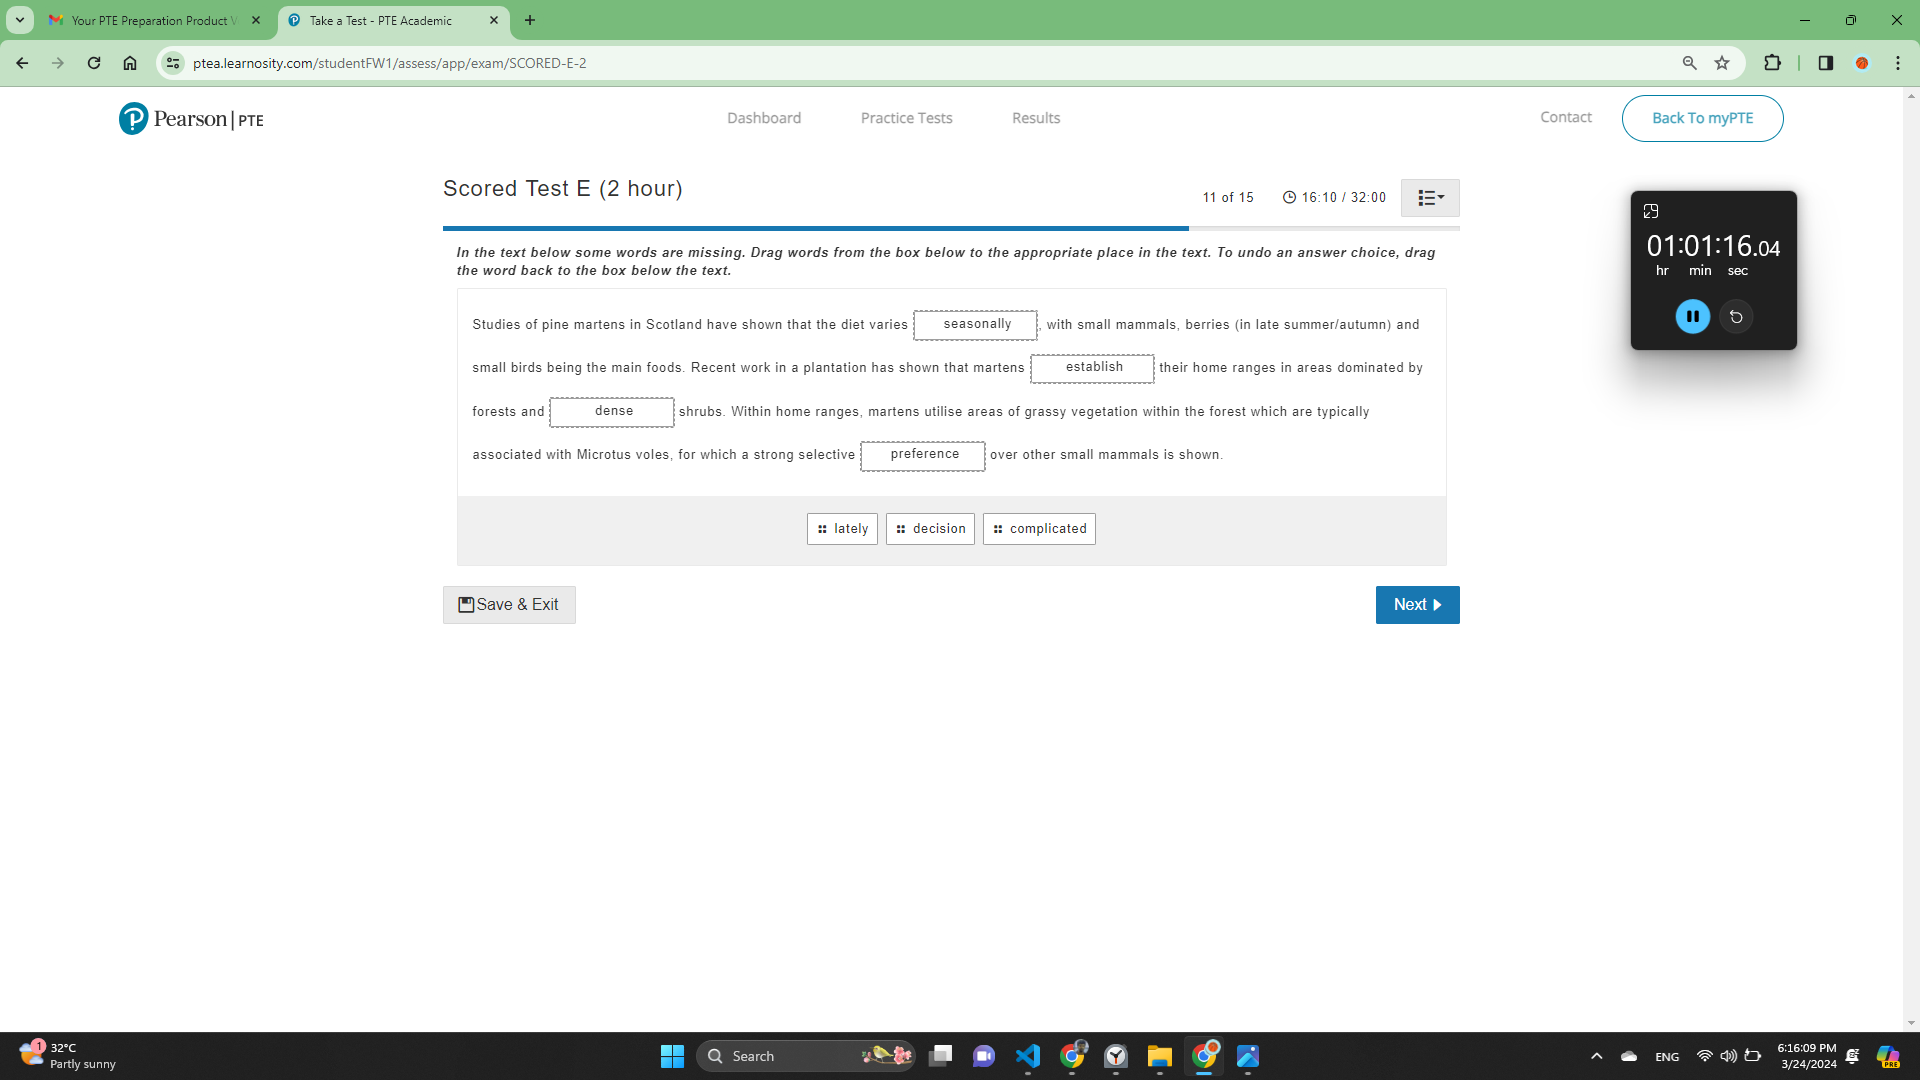 Your PTE Preparation Product V
Take a Test - PTE Academic
ptea.learnosity.com/studentFW1/assess/app/exam/SCORED-E-2
Pearson | PTE
Dashboard
Practice Tests
Results
Contact
Back To myPTE
Scored Test E (2 hour)
11 of 15
16:10 / 32:00
01:01:16.04
hr min sec
In the text below some words are missing. Drag words from the box below to the appropriate place in the text. To undo an answer choice, drag
the word back to the box below the text.
Studies of pine martens in Scotland have shown that the diet varies seasonally, with small mammals, berries (in late summer/autumn) and
small birds being the main foods. Recent work in a plantation has shown that martens establish their home ranges in areas dominated by
forests and dense shrubs. Within home ranges, martens utilise areas of grassy vegetation within the forest which are typically
associated with Microtus voles, for which a strong selective preference over other small mammals is shown.
lately
decision
complicated
Save & Exit
Next
1
32°C
Partly sunny
Search
ENG
6:16:09 PM
3/24/2024
PRE